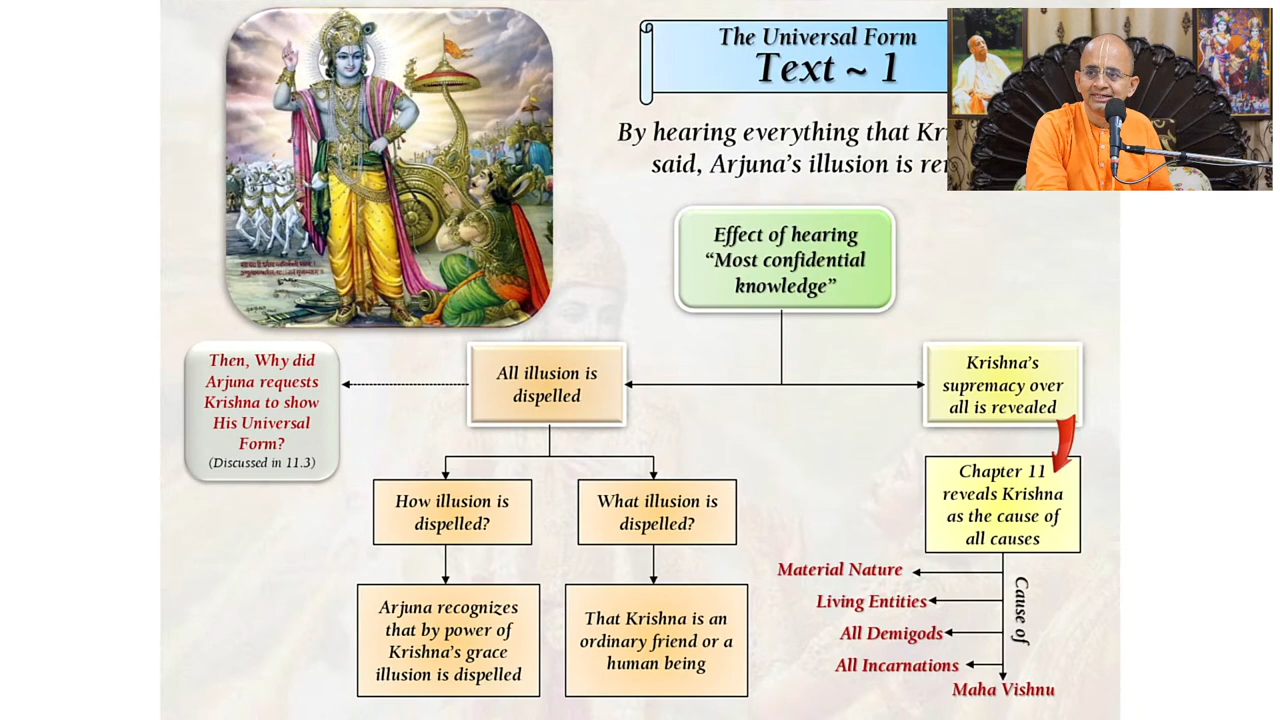 The Universal Form
Text ~ 1
By hearing everything that
said, Arjuna's illusion is
Effect of hearing
“Most confidential
knowledge”
Then, Why did
Arjuna requests
Krishna to show
His Universal
Form?
(Discussed in 11.3)
All illusion is
dispelled
Krishna's
supremacy over
all is revealed
How illusion is
dispelled?
What illusion is
dispelled?
Chapter 11
reveals Krishna
as the cause of
all causes
Arjuna recognizes
that by power of
Krishna's grace
illusion is dispelled
That Krishna is an
ordinary friend or a
human being
Cause of
Material Nature
Living Entities
All Demigods
All Incarnations
Maha Vishnu